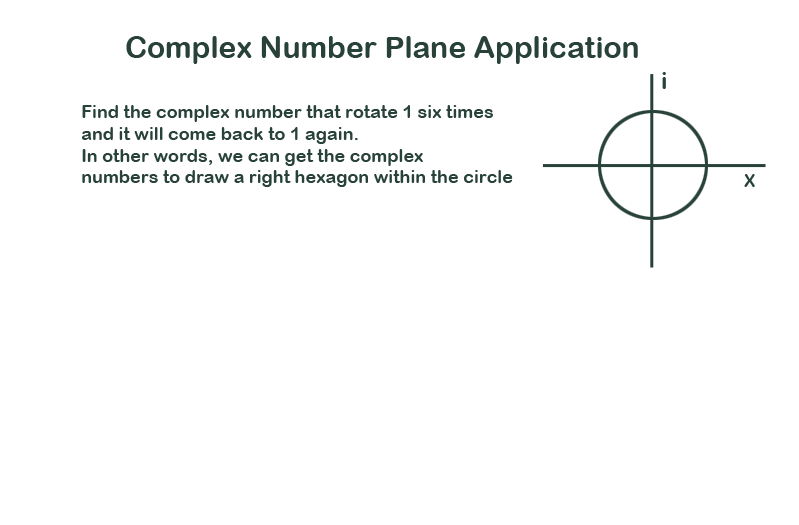 Complex Number Plane Application
i
Find the complex number that rotate 1 six times
and it will come back to 1 again.
In other words, we can get the complex
numbers to draw a right hexagon within the circle
X